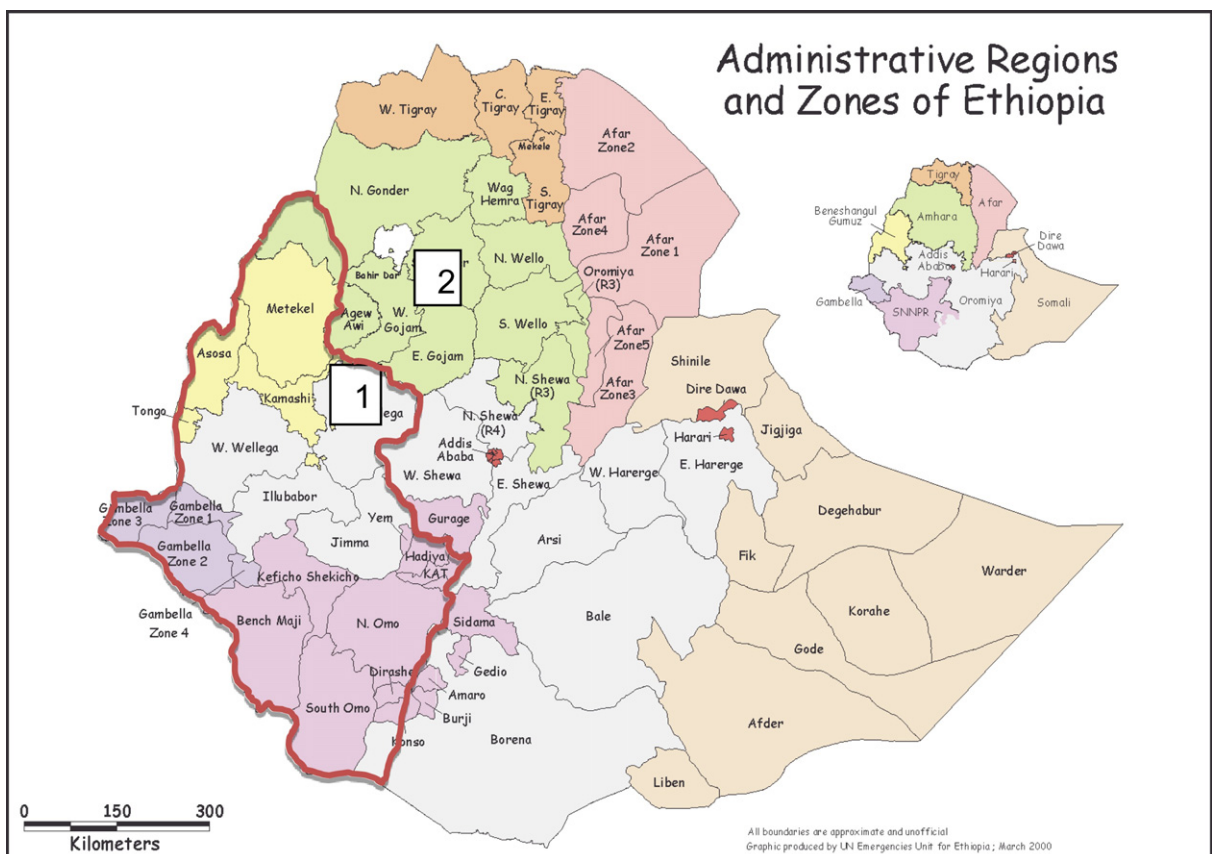 Administrative Regions
and Zones of Ethiopia
W. Tigray
C.
Tigray
E.
Tigray
Mekele
S.
Tigray
Afar
Zone2
N. Gonder
Wag
Hemra
Afar
Zone4
Afar
Zone 1
Bahir Dar
2
N. Wello
Oromiya
(R3)
Metekel
Agew
Awi
W.
Gojam
E. Gojam
S. Wello
Afar
Zone5
Afar
Zone3
Asosa
Kamashi
1
ega
N. Shewa
(R3)
Shinile
Dire Dawa
Tongo
W. Wellega
N. Shewa
(R4)
Addis
Ababa
W. Shewa
E. Shewa
W. Harerge
Harari
E. Harerge
Jigjiga
Gambella
Zone 3
Gambella
Zone 1
Illubabor
Yem
Gurage
Jimma
Arsi
Degehabur
Gambella
Zone 2
Hadiya
KAT
Keficho Shekicho
Fik
Warder
Gambella
Zone 4
Bench Maji
N. Omo
Sidama
Bale
Korahe
Gode
Gedio
Dirashe
Amaro
South Omo
Burji
Konso
Borena
Afder
Liben
Tigray
Beneshangul
Gumuz
Amhara
Afar
Dire
Dawa
Addis
Ababa
Harari
Gambella
Oromiya
Somali
SNNPR
0 150 300
Kilometers
All boundaries are approximate and unofficial
Graphic produced by UN Emergencies Unit for Ethiopia ; March 2000